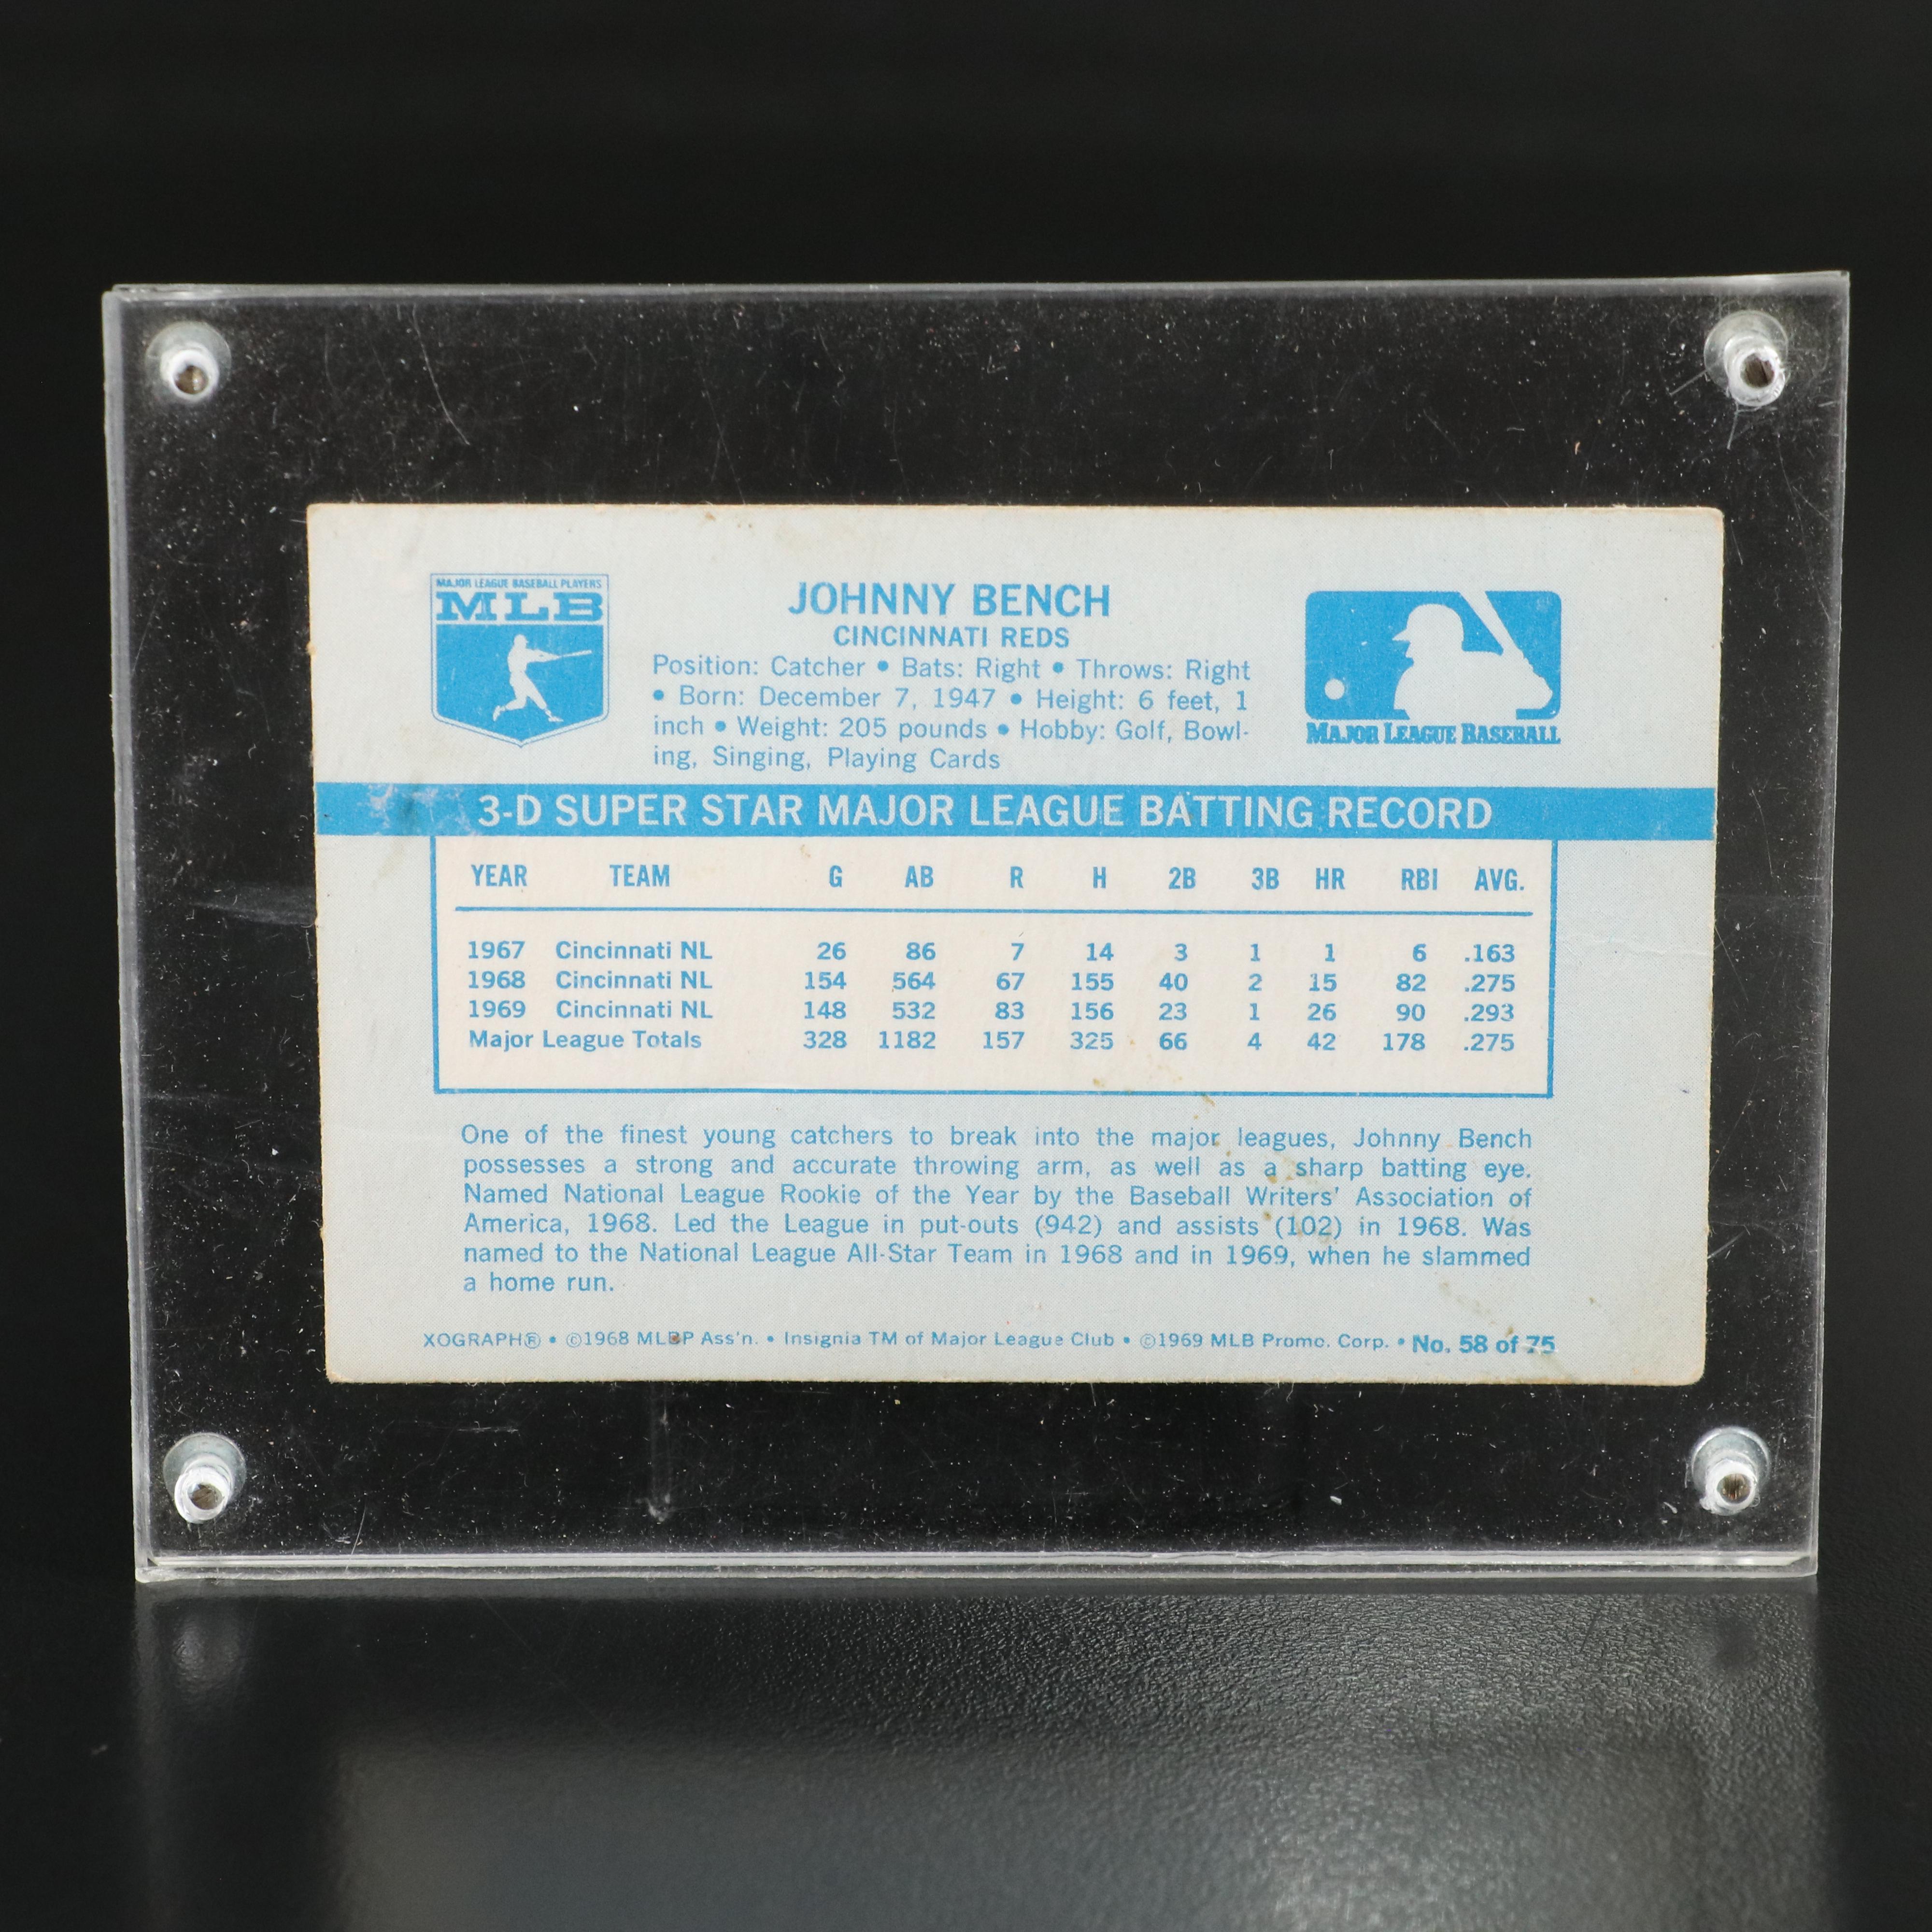 MAJOR LEAGUE BASEBALL PLAYERS
MLB
JOHNNY BENCH
CINCINNATI REDS
Position: Catcher • Bats: Right • Throws: Right
• Born: December 7, 1947 • Height: 6 feet, 1
inch • Weight: 205 pounds • Hobby: Golf, Bowl-
ing, Singing, Playing Cards
MAJOR LEAGUE BASEBALL
3-D SUPER STAR MAJOR LEAGUE BATTING RECORD
YEAR TEAM G AB R H 2B 3B HR RBI AVG.
1967 Cincinnati NL 26 86 7 14 3 1 1 6 .163
1968 Cincinnati NL 154 564 67 155 40 2 15 82 .275
1969 Cincinnati NL 148 532 83 156 23 1 26 90 .293
Major League Totals 328 1182 157 325 66 4 42 178 .275
One of the finest young catchers to break into the major leagues, Johnny Bench
possesses a strong and accurate throwing arm, as well as a sharp batting eye.
Named National League Rookie of the Year by the Baseball Writers' Association of
America, 1968. Led the League in put-outs (942) and assists (102) in 1968. Was
named to the National League All-Star Team in 1968 and in 1969, when he slammed
a home run.
XOGRAPH® • ©1968 MLBP Ass'n. • Insignia TM of Major League Club • ©1969 MLB Promo. Corp. • No. 58 of 75